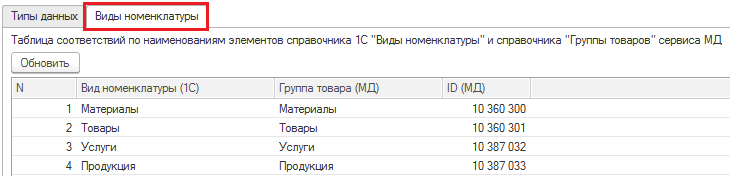 Типы данных Виды номенклатуры
Таблица соответствий по наименованиям элементов справочника 1С "Виды номенклатуры" и справочника "Группы товаров" сервиса МД
Обновить
N Вид номенклатуры (1С) Группа товара (МД) ID (МД)
1 Материалы Материалы 10 360 300
2 Товары Товары 10 360 301
3 Услуги Услуги 10 387 032
4 Продукция Продукция 10 387 033